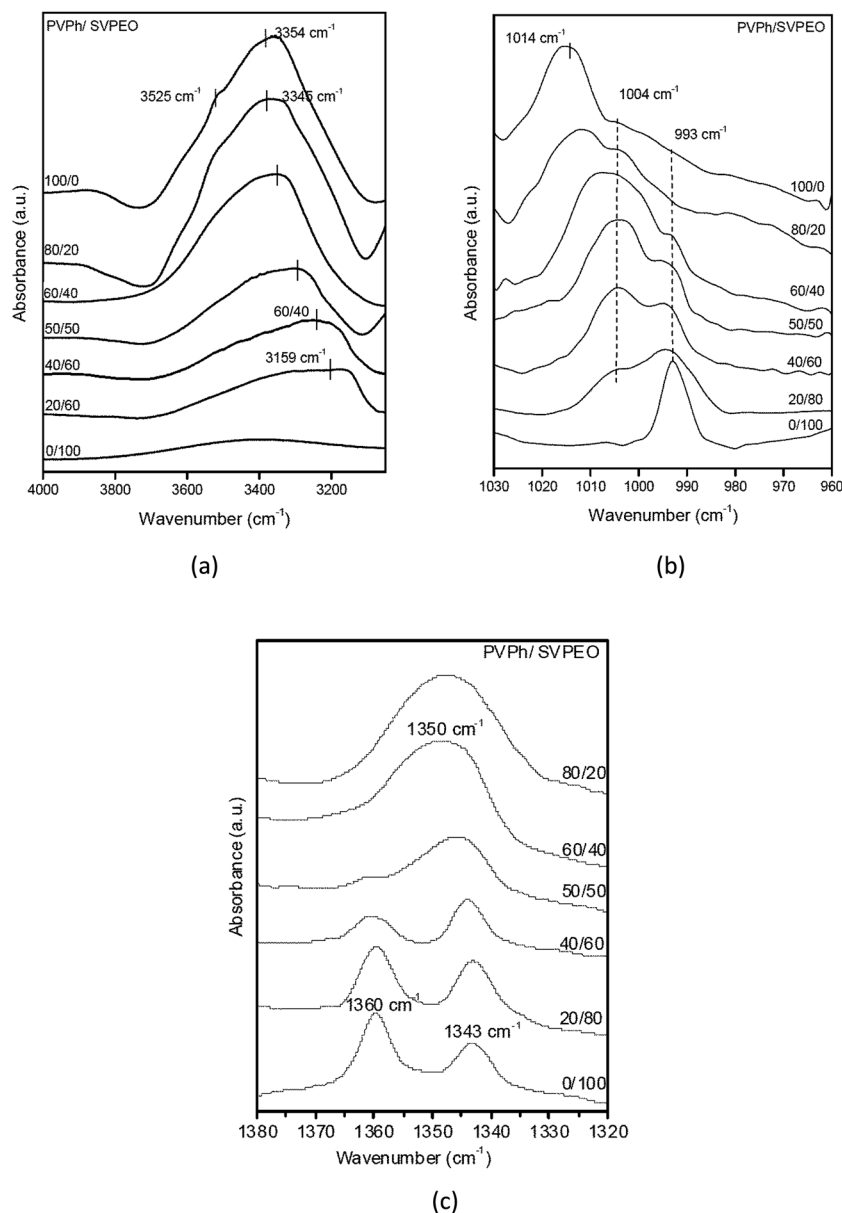 PVPh/ SVPEO
3354 cm-1
3525 cm-1
3345 cm-1
100/0
80/20
60/40
50/50
60/40
40/60
3159 cm-1
20/60
0/100
Absorbance (a.u.)
4000 3800 3600 3400 3200
Wavenumber (cm-1)
(a)
PVPh/SVPEO
1014 cm-1
1004 cm-1
993 cm-1
100/0
80/20
60/40
50/50
40/60
20/80
0/100
Absorbance (a.u.)
1030 1020 1010 1000 990 980 970 960
Wavenumber (cm-1)
(b)
PVPh/ SVPEO
1350 cm-1
80/20
60/40
50/50
40/60
20/80
1360 cm-1
1343 cm-1
0/100
Absorbance (a.u.)
1380 1370 1360 1350 1340 1330 1320
Wavenumber (cm-1)
(c)